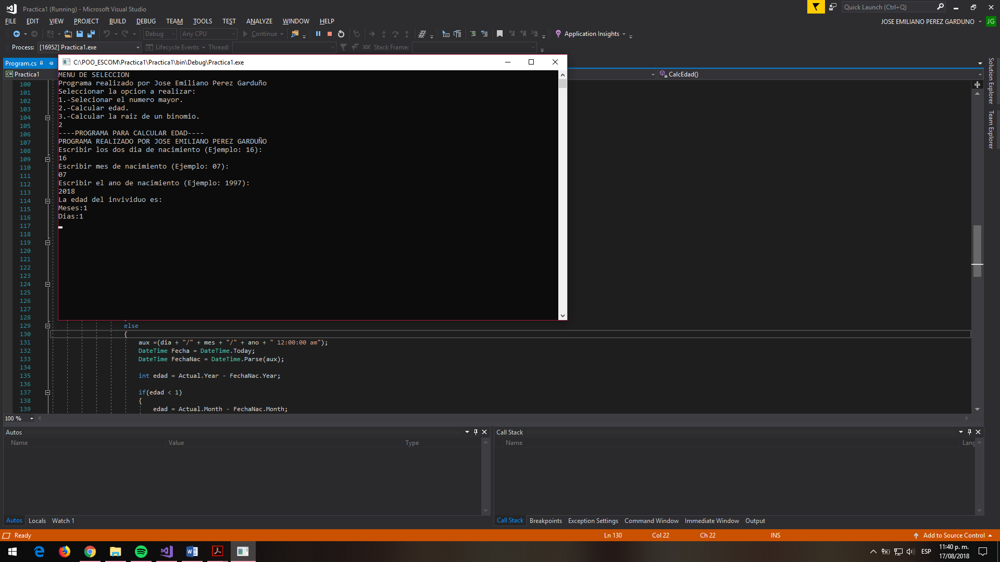 Practica1 (Running) - Microsoft Visual Studio
Quick Launch (Ctrl+Q)
FILE EDIT VIEW PROJECT BUILD DEBUG TEAM TOOLS TEST ANALYZE WINDOW HELP
JOSE EMILIANO PEREZ GARDUNO JG
Debug Any CPU Continue Application Insights
Process: [16952] Practica1.exe Lifecycle Events Thread: Stack Frame:
Program.cs
C:\POO_ESCOM\Practica1\Practica1\bin\Debug\Practica1.exe
C# Practica1
CalcEdad()
Solution Explorer
Team Explorer
MENU DE SELECCION
Programa realizado por Jose Emiliano Perez Garduño
Seleccionar la opcion a realizar:
1.-Selecionar el numero mayor.
2.-Calcular edad.
3.-Calcular la raiz de un binomio.
2
----PROGRAMA PARA CALCULAR EDAD----
PROGRAMA REALIZADO POR JOSE EMILIANO PEREZ GARDUÑO
Escribir los dos dia de nacimiento (Ejemplo: 16):
16
Escribir mes de nacimiento (Ejemplo: 07):
07
Escribir el ano de nacimiento (Ejemplo: 1997):
2018
La edad del invividuo es:
Meses:1
Dias:1
100
101
102
103
104
105
106
107
108
109
110
111
112
113
114
115
116
117
118
119
120
121
122
123
124
125
126
127
128
129 else
130 {
131 aux =(dia + "/" + mes + "/" + ano + " 12:00:00 am");
132 DateTime Fecha = DateTime.Today;
133 DateTime FechaNac = DateTime.Parse(aux);
134
135 int edad = Actual.Year - FechaNac.Year;
136
137 if(edad < 1)
138 {
139 edad = Actual.Month - FechaNac.Month;
100 %
Autos
Name Value Type
Call Stack
Name Lang
Autos Locals Watch 1
Call Stack Breakpoints Exception Settings Command Window Immediate Window Output
Ready Ln 130 Col 22 Ch 22 INS Add to Source Control
ESP
11:40 p. m.
17/08/2018